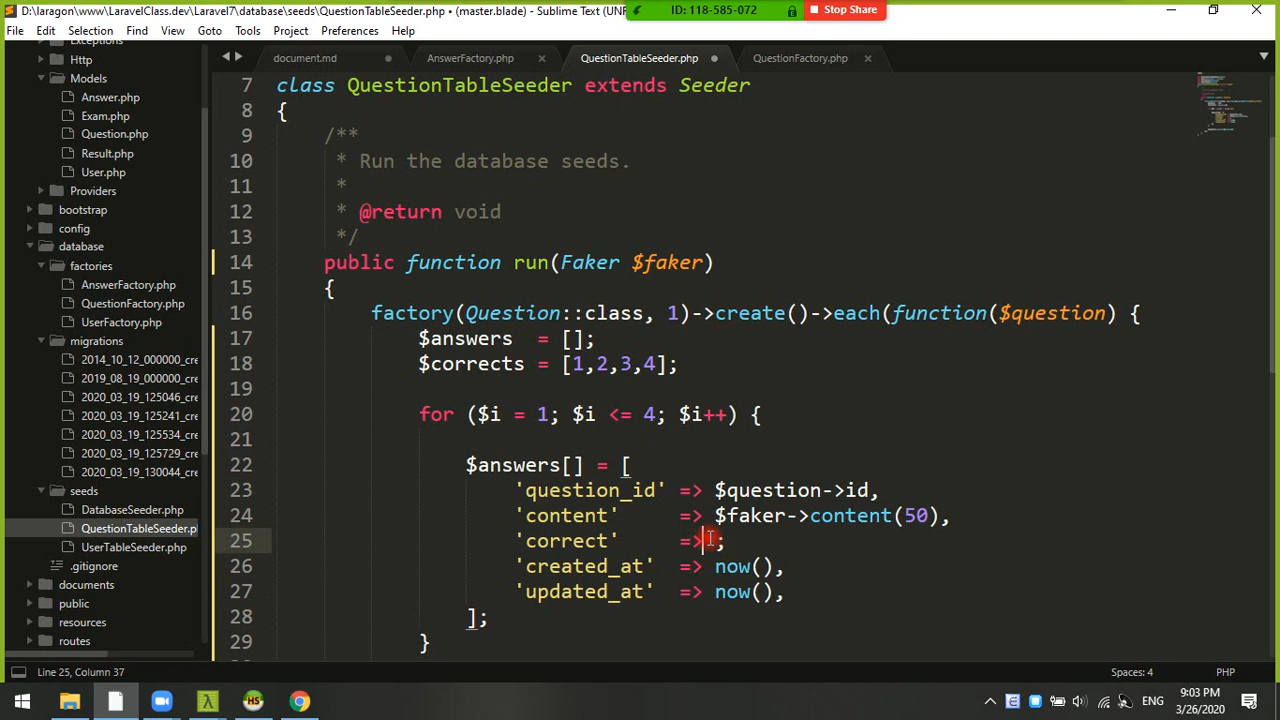 D:\laragon\www\LaravelClass.dev\Laravel7\database\seeds\QuestionTableSeeder.php • (master.blade) - Sublime Text (UNR
ID: 118-585-072
Stop Share
File Edit Selection Find View Goto Tools Project Preferences Help
document.md AnswerFactory.php QuestionTableSeeder.php QuestionFactory.php
Exceptions
Http
Models
Answer.php
Exam.php
Question.php
Result.php
User.php
Providers
bootstrap
config
database
factories
AnswerFactory.php
QuestionFactory.php
UserFactory.php
migrations
2014_10_12_000000_cre
2019_08_19_000000_cre
2020_03_19_125046_cre
2020_03_19_125241_cre
2020_03_19_125534_cre
2020_03_19_125729_cre
2020_03_19_130044_cre
seeds
DatabaseSeeder.php
QuestionTableSeeder.pl
UserTableSeeder.php
.gitignore
documents
public
resources
routes
tests
7 class QuestionTableSeeder extends Seeder
8 {
9 /**
10 * Run the database seeds.
11 *
12 * @return void
13 */
14 public function run(Faker $faker)
15 {
16 factory(Question::class, 1)->create()->each(function($question) {
17 $answers = [];
18 $corrects = [1,2,3,4];
19
20 for ($i = 1; $i <= 4; $i++) {
21
22 $answers[] = [
23 'question_id' => $question->id,
24 'content' => $faker->content(50),
25 'correct' => ;
26 'created_at' => now(),
27 'updated_at' => now(),
28 ];
29 }
Line 25, Column 37
Spaces: 4
PHP
ENG
9:03 PM
3/26/2020